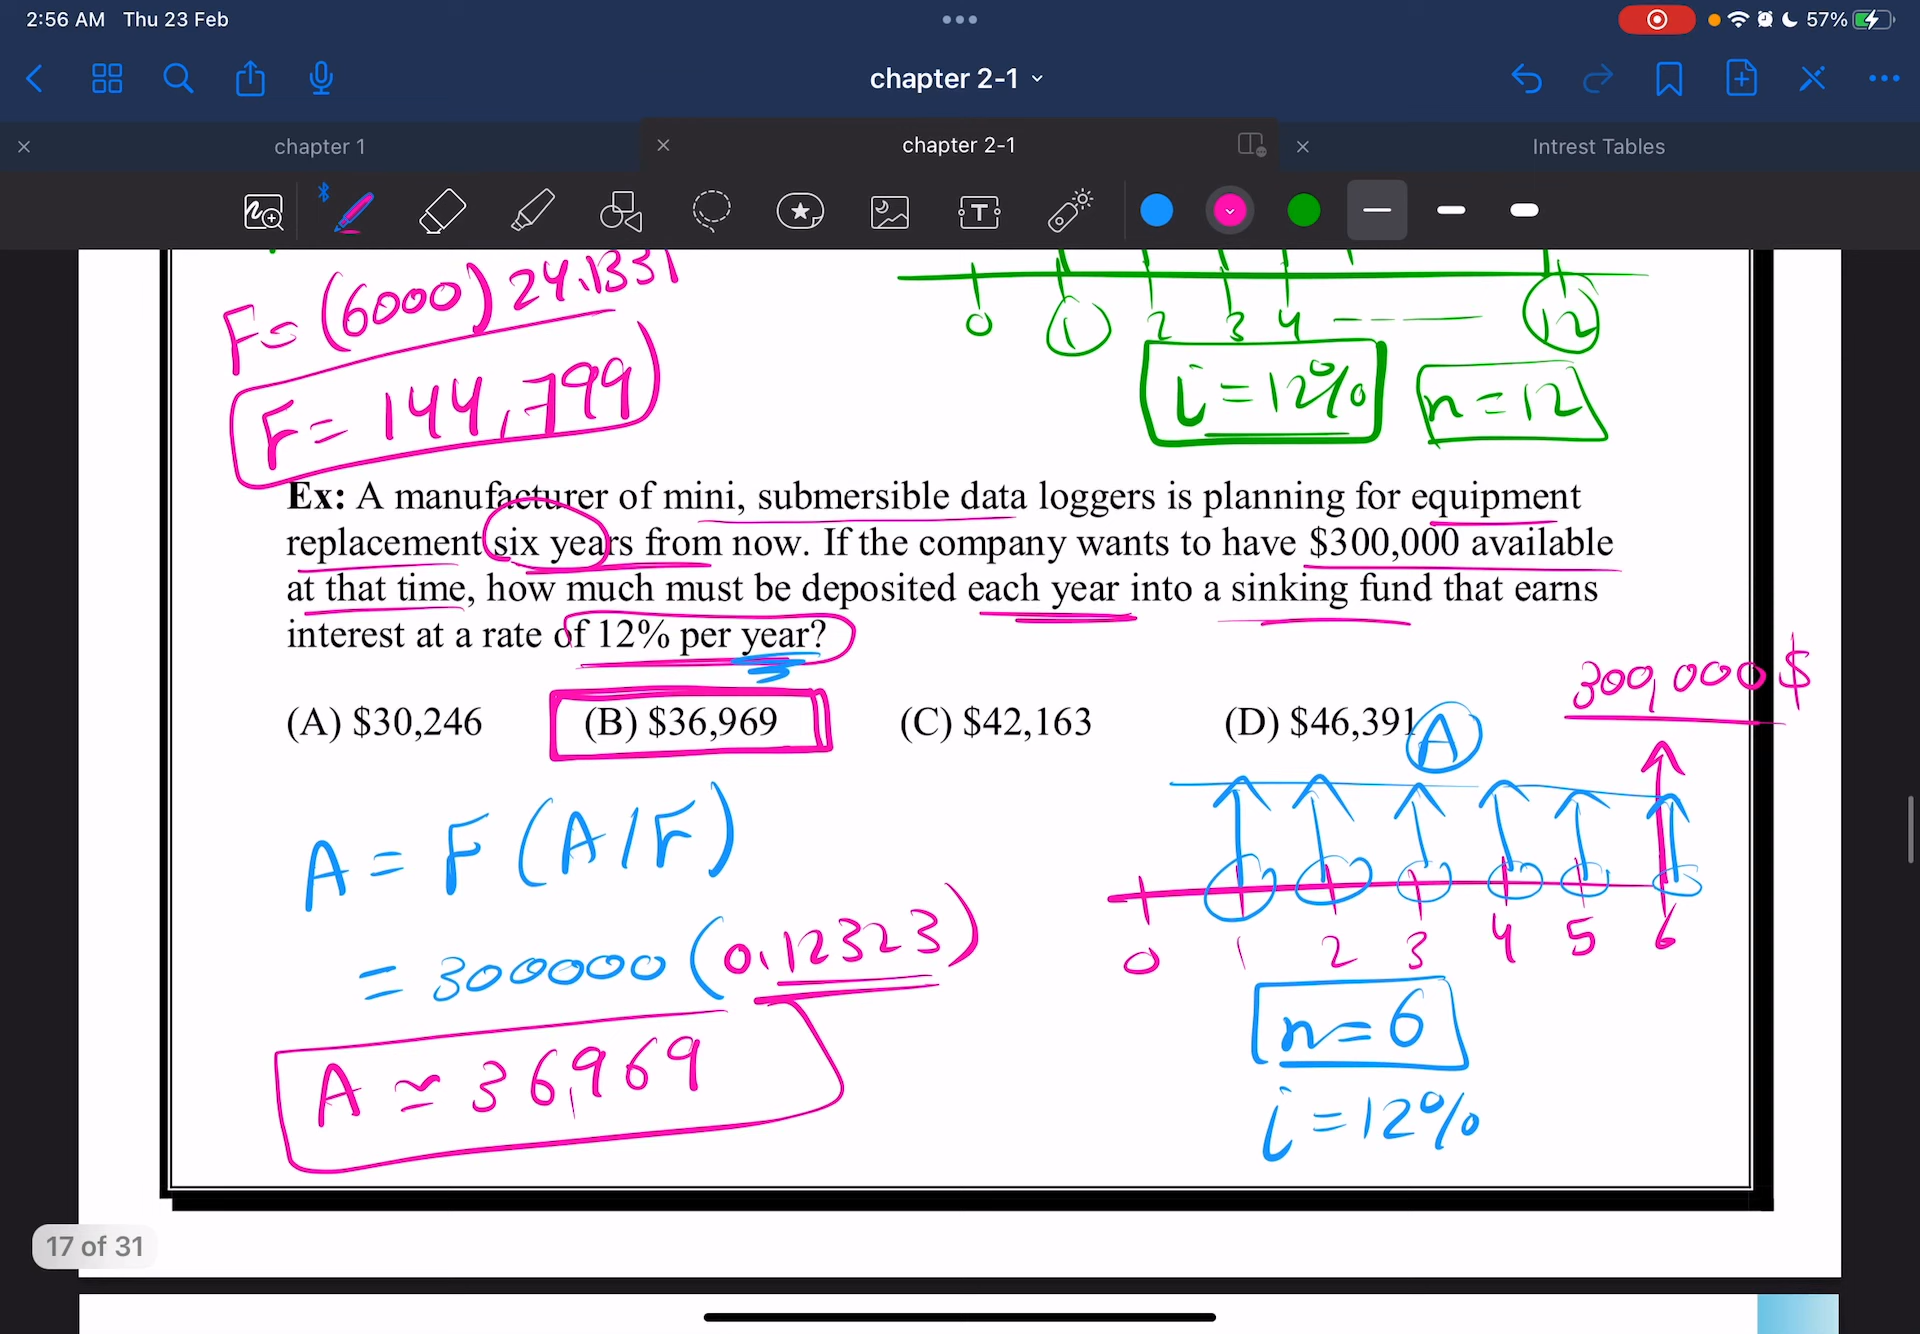 2:56 AM Thu 23 Feb
57%
chapter 2-1
chapter 1
chapter 2-1
Intrest Tables
F= (6000) 24.1331
F= 144,799
0 1 2 3 4 12
i=12% n=12
Ex: A manufacturer of mini, submersible data loggers is planning for equipment
replacement six years from now. If the company wants to have $300,000 available
at that time, how much must be deposited each year into a sinking fund that earns
interest at a rate of 12% per year?
300,000$
(A) $30,246 (B) $36,969 (C) $42,163 (D) $46,391
A
A = F (A/F)
= 300000 (0.12323)
0 1 2 3 4 5 6
n=6
A ≃ 36,969
i=12%
17 of 31